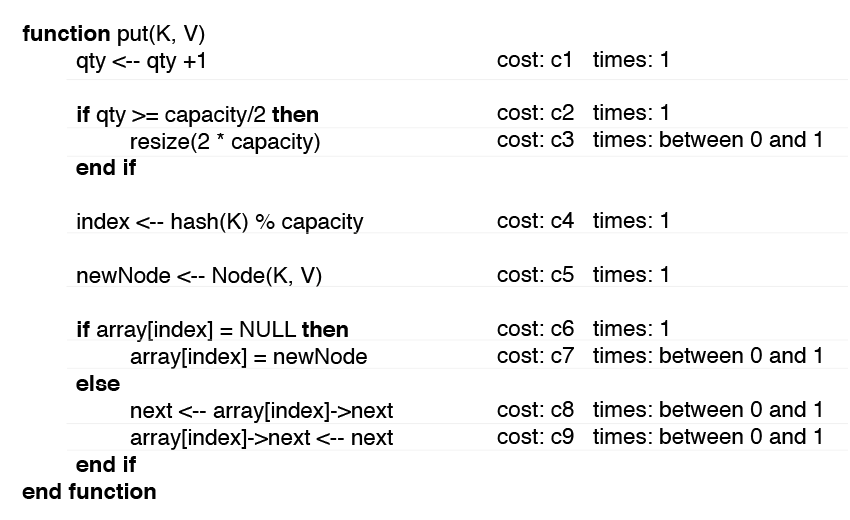 function put(K, V)
qty <-- qty +1 cost: c1 times: 1
if qty >= capacity/2 then cost: c2 times: 1
resize(2 * capacity) cost: c3 times: between 0 and 1
end if
index <-- hash(K) % capacity cost: c4 times: 1
newNode <-- Node(K, V) cost: c5 times: 1
if array[index] = NULL then cost: c6 times: 1
array[index] = newNode cost: c7 times: between 0 and 1
else
next <-- array[index]->next cost: c8 times: between 0 and 1
array[index]->next <-- next cost: c9 times: between 0 and 1
end if
end function